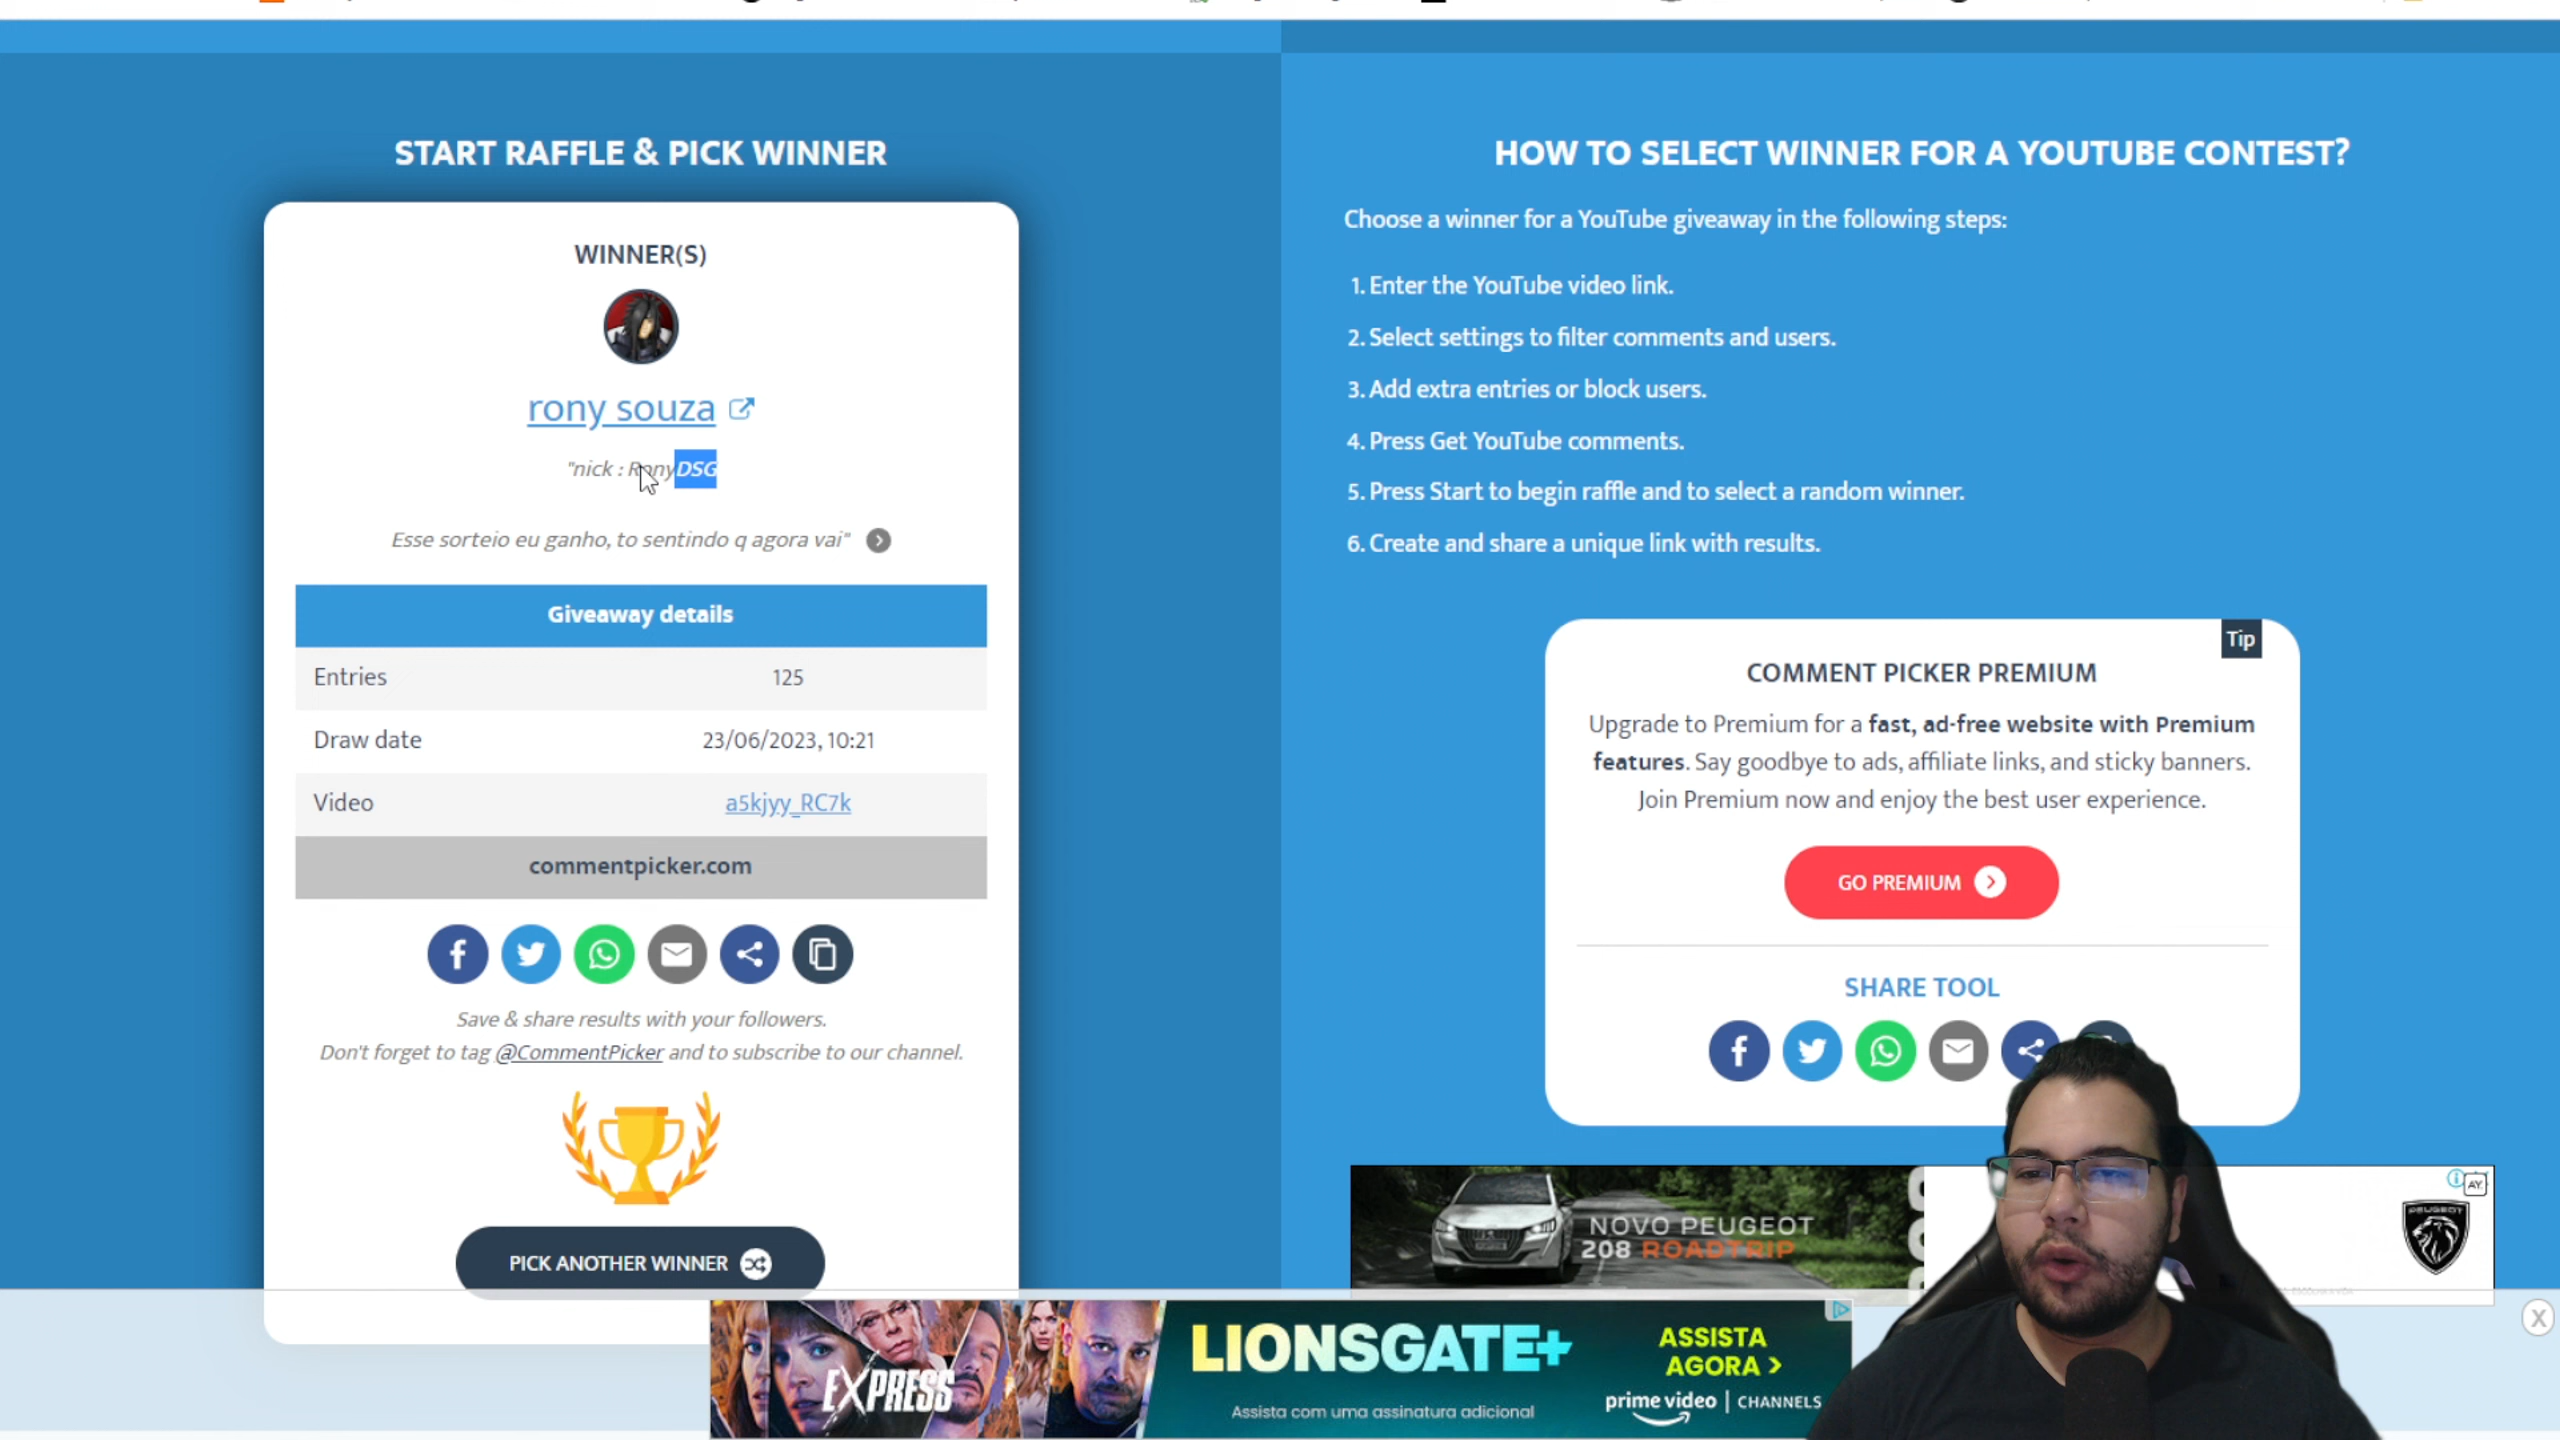 START RAFFLE & PICK WINNER
WINNER(S)
rony souza
"nick : RonyDSG
Esse sorteio eu ganho, to sentindo q agora vai"
Giveaway details
Entries 125
Draw date 23/06/2023, 10:21
Video a5kjyy_RC7k
commentpicker.com
Save & share results with your followers.
Don't forget to tag @CommentPicker and to subscribe to our channel.
PICK ANOTHER WINNER
HOW TO SELECT WINNER FOR A YOUTUBE CONTEST?
Choose a winner for a YouTube giveaway in the following steps:
1. Enter the YouTube video link.
2. Select settings to filter comments and users.
3. Add extra entries or block users.
4. Press Get YouTube comments.
5. Press Start to begin raffle and to select a random winner.
6. Create and share a unique link with results.
Tip
COMMENT PICKER PREMIUM
Upgrade to Premium for a fast, ad-free website with Premium
features. Say goodbye to ads, affiliate links, and sticky banners.
Join Premium now and enjoy the best user experience.
GO PREMIUM
SHARE TOOL
NOVO PEUGEOT
208 ROADTRIP
AY
PEUGEOT
EXPRESS
LIONSGATE+
Assista com uma assinatura adicional
ASSISTA
AGORA >
prime video | CHANNELS
X